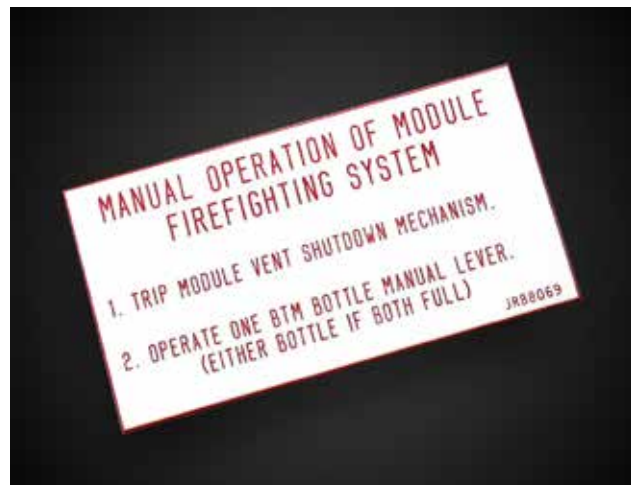 MANUAL OPERATION OF MODULE
FIREFIGHTING SYSTEM
1. TRIP MODULE VENT SHUTDOWN MECHANISM.
2. OPERATE ONE BTM BOTTLE MANUAL LEVER.
(EITHER BOTTLE IF BOTH FULL)
JR88069